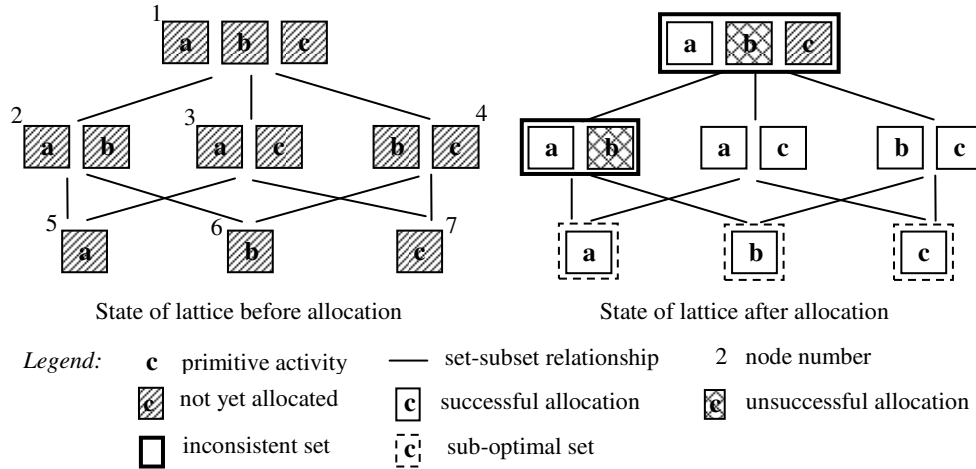 1
a b c a b c
2 3 4
a b a c b c a b a c b c
5 6 7
a b c a b c
State of lattice before allocation State of lattice after allocation
Legend: c primitive activity set-subset relationship 2 node number
c not yet allocated c successful allocation c unsuccessful allocation
inconsistent set c sub-optimal set